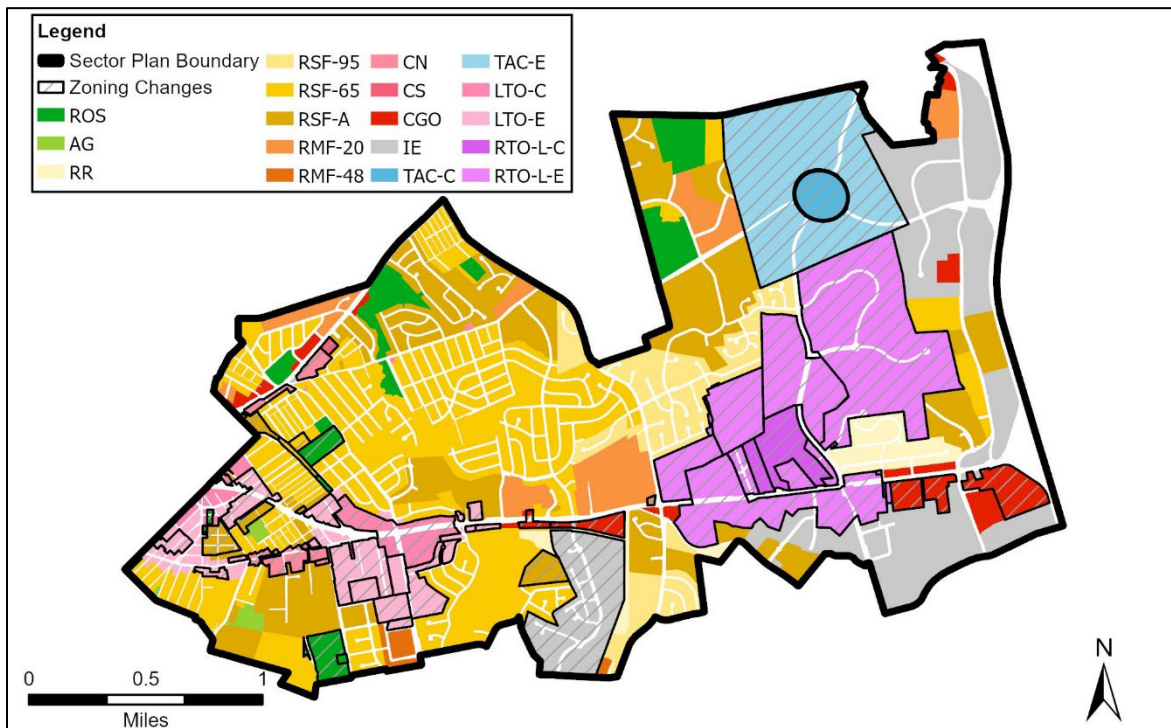 Legend
Sector Plan Boundary
Zoning Changes
ROS
AG
RR
RSF-95
RSF-65
RSF-A
RMF-20
RMF-48
CN
CS
CGO
IE
TAC-C
TAC-E
LTO-C
LTO-E
RTO-L-C
RTO-L-E
0 0.5 1
Miles
N